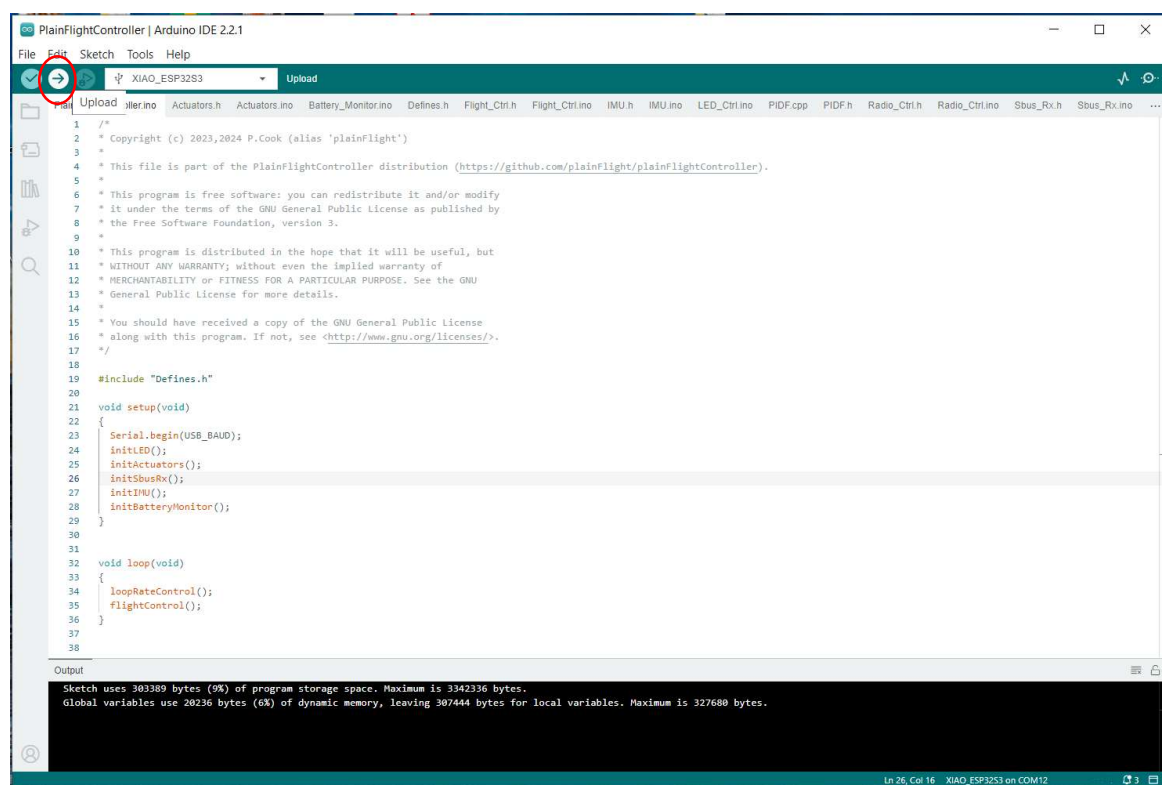 PlainFlightController | Arduino IDE 2.2.1
File Edit Sketch Tools Help
XIAO_ESP32S3
Upload
Upload
Actuators.h Actuators.ino Battery_Monitor.ino Defines.h Flight_Ctrl.h Flight_Ctrl.ino IMU.h IMU.ino LED_Ctrl.ino PIDF.cpp PIDF.h Radio_Ctrl.h Radio_Ctrl.ino Sbus_Rx.h Sbus_Rx.ino ...
1 /*
2 * Copyright (c) 2023,2024 P.Cook (alias 'plainFlight')
3 *
4 * This file is part of the PlainFlightController distribution (https://github.com/plainFlight/plainFlightController).
5 *
6 * This program is free software: you can redistribute it and/or modify
7 * it under the terms of the GNU General Public License as published by
8 * the Free Software Foundation, version 3.
9 *
10 * This program is distributed in the hope that it will be useful, but
11 * WITHOUT ANY WARRANTY; without even the implied warranty of
12 * MERCHANTABILITY or FITNESS FOR A PARTICULAR PURPOSE. See the GNU
13 * General Public License for more details.
14 *
15 * You should have received a copy of the GNU General Public License
16 * along with this program. If not, see <http://www.gnu.org/licenses/>.
17 */
18
19 #include "Defines.h"
20
21 void setup(void)
22 {
23 Serial.begin(USB_BAUD);
24 initLED();
25 initActuators();
26 initSbusRx();
27 initIMU();
28 initBatteryMonitor();
29 }
30
31
32 void loop(void)
33 {
34 loopRateControl();
35 flightControl();
36 }
37
38
Output
Sketch uses 303389 bytes (9%) of program storage space. Maximum is 3342336 bytes.
Global variables use 20236 bytes (6%) of dynamic memory, leaving 307444 bytes for local variables. Maximum is 327680 bytes.
Ln 26, Col 16 XIAO_ESP32S3 on COM12 3